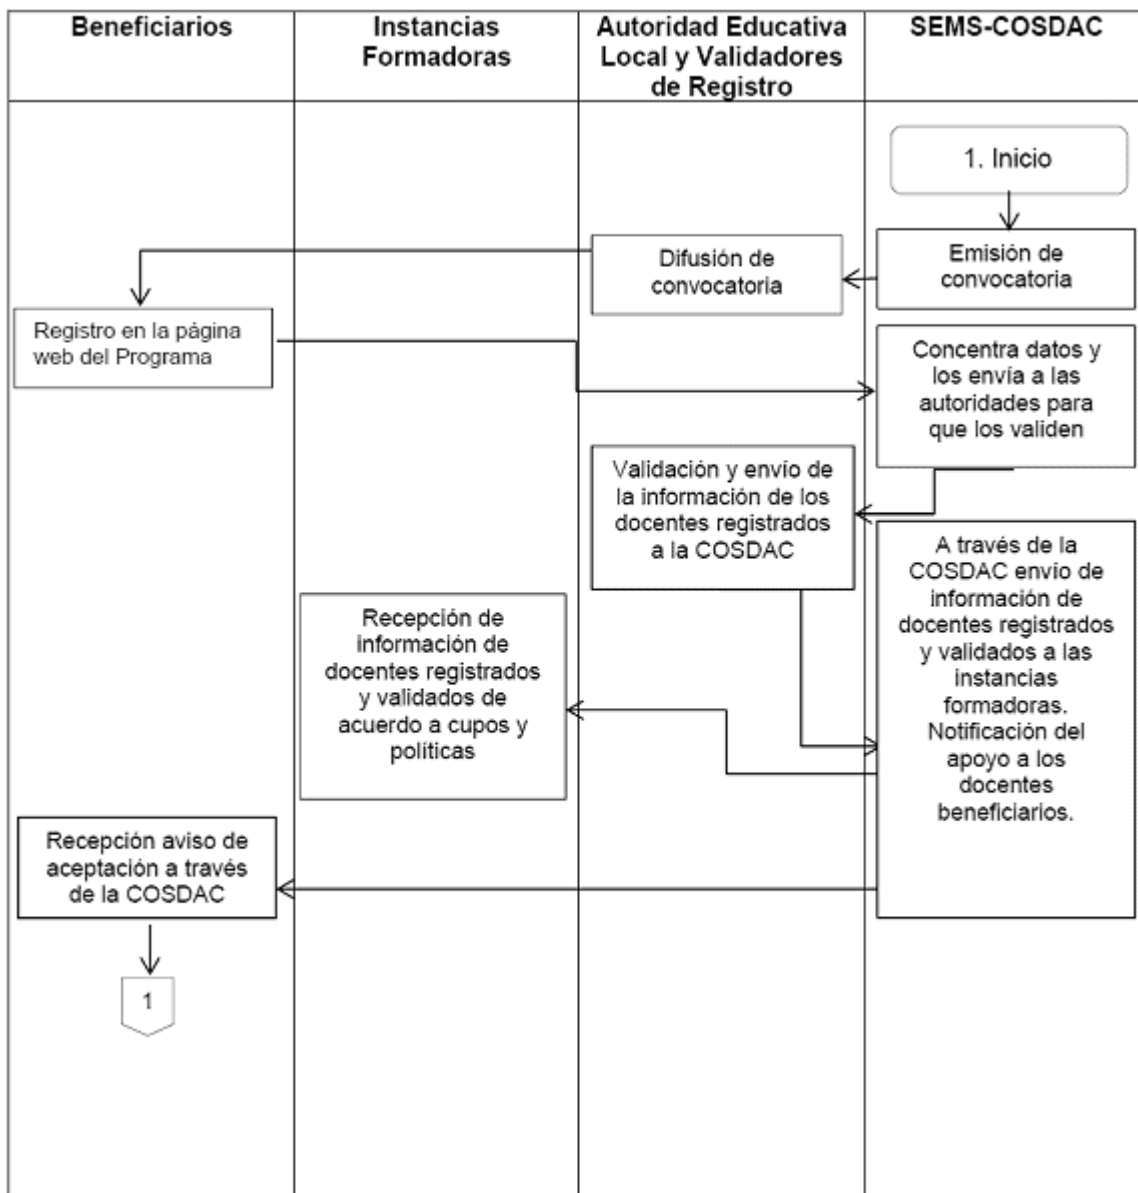 Beneficiarios
Instancias
Formadoras
Autoridad Educativa
Local y Validadores
de Registro
SEMS-COSDAC
1. Inicio
Emisión de
convocatoria
Difusión de
convocatoria
Registro en la página
web del Programa
Concentra datos y
los envía a las
autoridades para
que los validen
Validación y envío de
la información de los
docentes registrados
a la COSDAC
A través de la
COSDAC envío de
información de
docentes registrados
y validados a las
instancias
formadoras.
Notificación del
apoyo a los
docentes
beneficiarios.
Recepción de
información de
docentes registrados
y validados de
acuerdo a cupos y
políticas
Recepción aviso de
aceptación a través
de la COSDAC
1